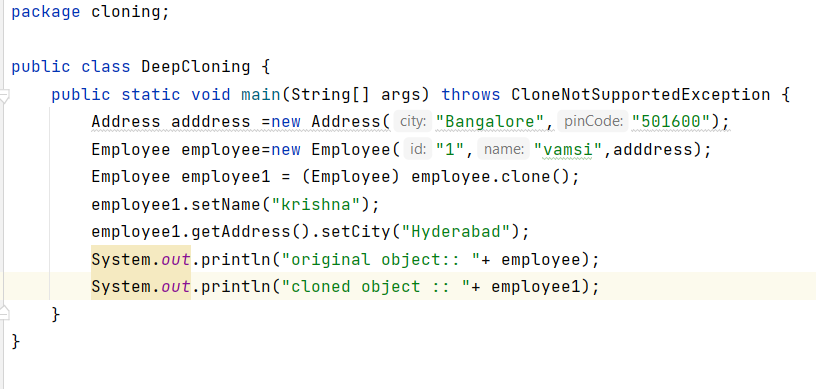 package cloning;
public class DeepCloning {
public static void main(String[] args) throws CloneNotSupportedException {
Address adddress =new Address( city: "Bangalore", pinCode: "501600");
Employee employee=new Employee( id: "1", name: "vamsi",adddress);
Employee employee1 = (Employee) employee.clone();
employee1.setName("krishna");
employee1.getAddress().setCity("Hyderabad");
System.out.println("original object:: "+ employee);
System.out.println("cloned object :: "+ employee1);
}
}